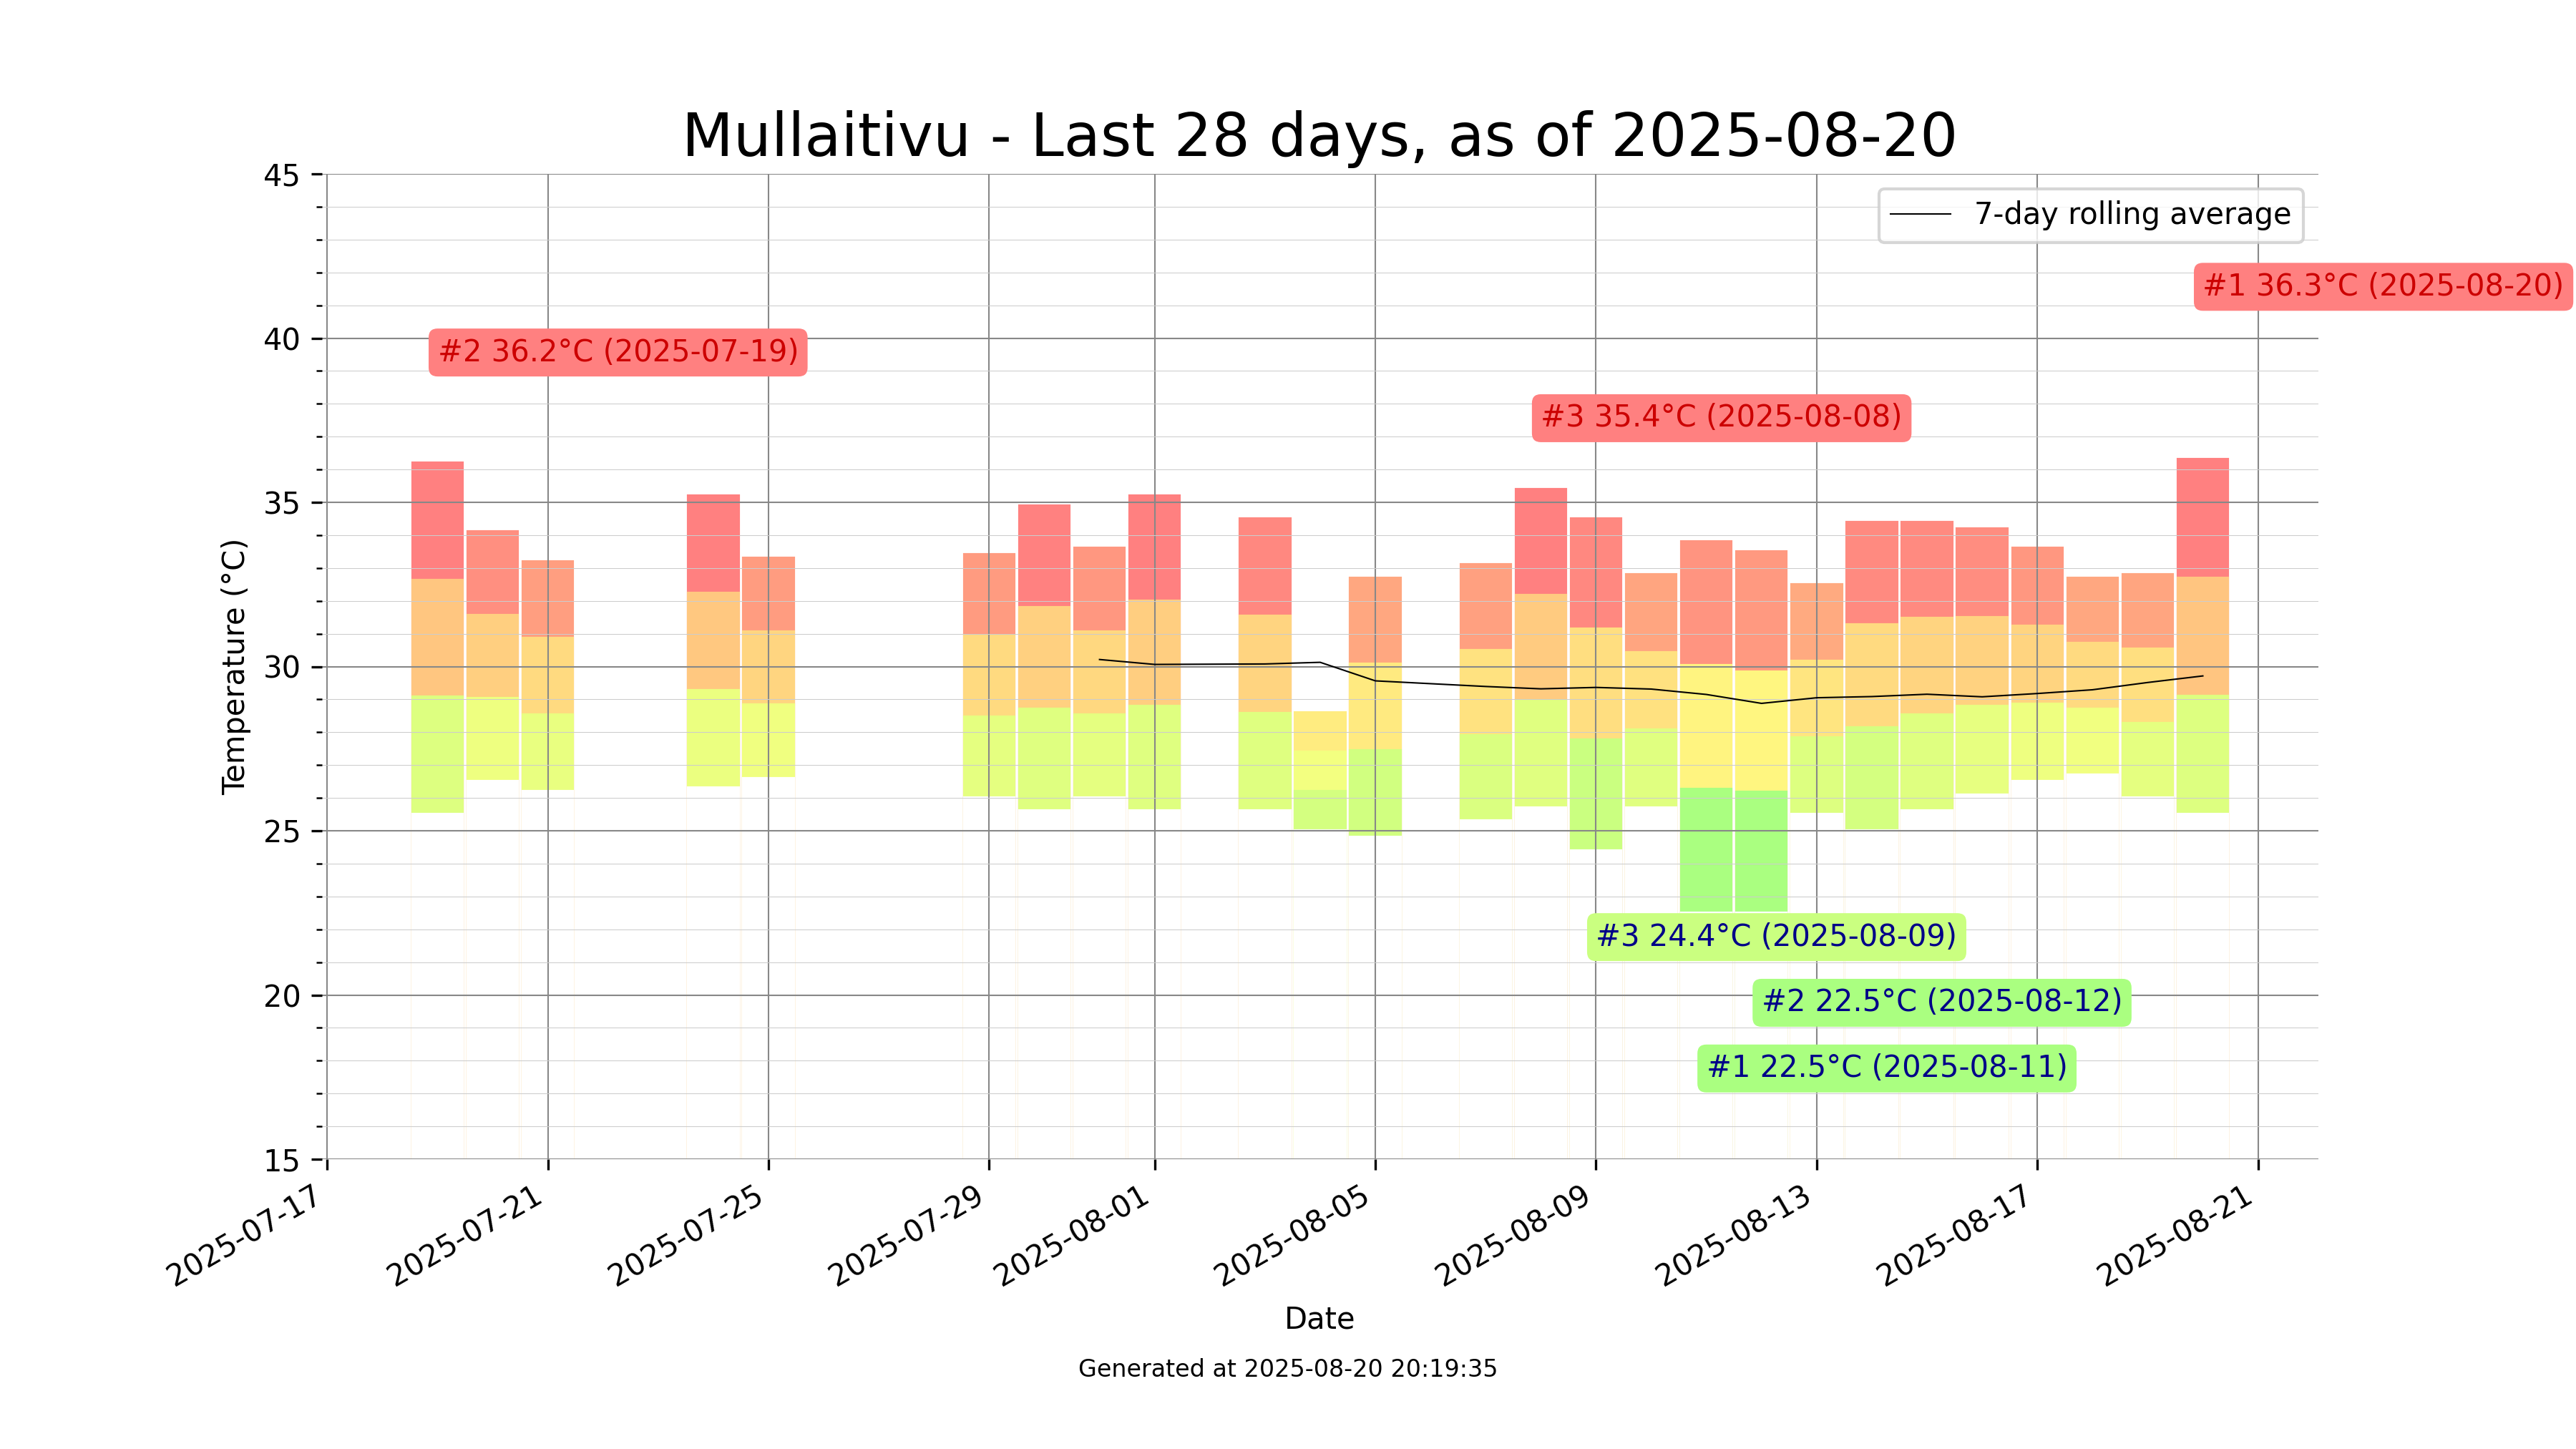 Mullaitivu - Last 28 days, as of 2025-08-20
7-day rolling average
#1 36.3°C (2025-08-20)
#2 36.2°C (2025-07-19)
#3 35.4°C (2025-08-08)
#3 24.4°C (2025-08-09)
#2 22.5°C (2025-08-12)
#1 22.5°C (2025-08-11)
Temperature (°C)
45
40
35
30
25
20
15
2025-07-17
2025-07-21
2025-07-25
2025-07-29
2025-08-01
2025-08-05
2025-08-09
2025-08-13
2025-08-17
2025-08-21
Date
Generated at 2025-08-20 20:19:35